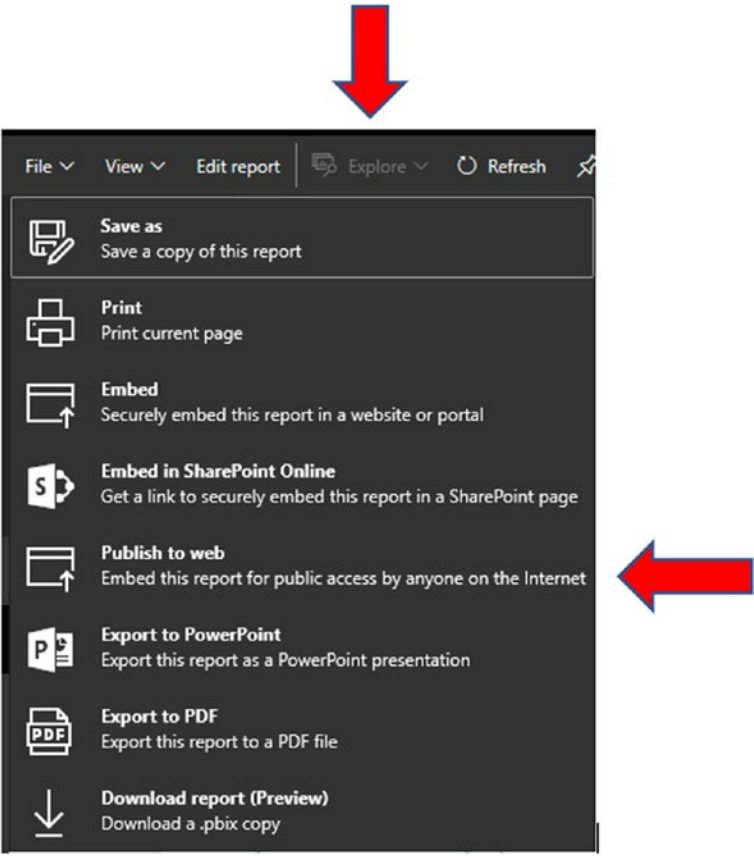 File View Edit report Explore Refresh
Save as
Save a copy of this report
Print
Print current page
Embed
Securely embed this report in a website or portal
S
Embed in SharePoint Online
Get a link to securely embed this report in a SharePoint page
Publish to web
Embed this report for public access by anyone on the Internet
P
Export to PowerPoint
Export this report as a PowerPoint presentation
PDF
Export to PDF
Export this report to a PDF file
Download report (Preview)
Download a .pbix copy